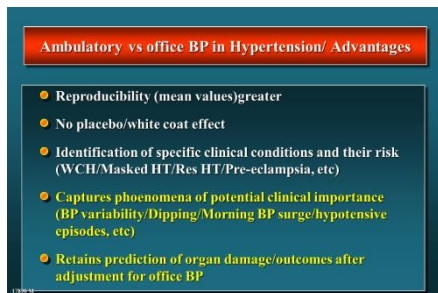 Ambulatory vs office BP in Hypertension/ Advantages
Reproducibility (mean values)greater
No placebo/white coat effect
Identification of specific clinical conditions and their risk
(WCH/Masked HT/Res HT/Pre-eclampsia, etc)
Captures phoenomena of potential clinical importance
(BP variability/Dipping/Morning BP surge/hypotensive
episodes, etc)
Retains prediction of organ damage/outcomes after
adjustment for office BP